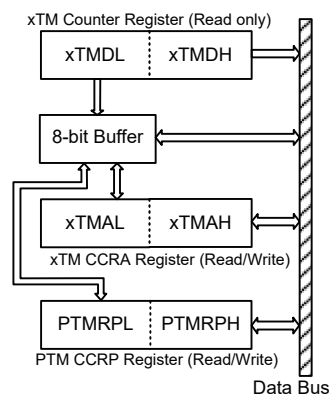 xTM Counter Register (Read only)
xTMDL xTMDH
8-bit Buffer
xTMAL xTMAH
xTM CCRA Register (Read/Write)
PTMRPL PTMRPH
PTM CCRP Register (Read/Write)
Data Bus